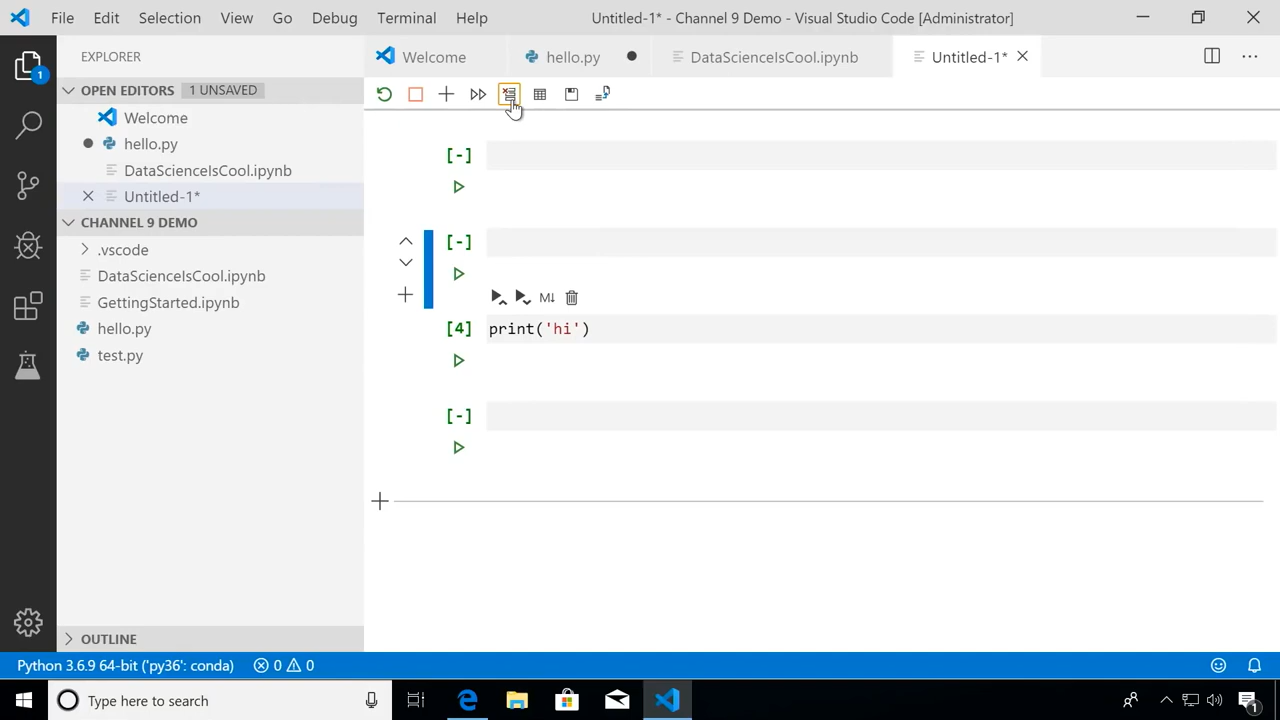 File Edit Selection View Go Debug Terminal Help Untitled-1* - Channel 9 Demo - Visual Studio Code [Administrator]
EXPLORER
Welcome hello.py DataScienceIsCool.ipynb Untitled-1*
1
OPEN EDITORS 1 UNSAVED
Welcome
hello.py
DataScienceIsCool.ipynb
Untitled-1*
CHANNEL 9 DEMO
.vscode
DataScienceIsCool.ipynb
GettingStarted.ipynb
hello.py
test.py
OUTLINE
[-]
[-]
M↓
[4] print('hi')
[-]
Python 3.6.9 64-bit ('py36': conda) 0 0
Type here to search
1